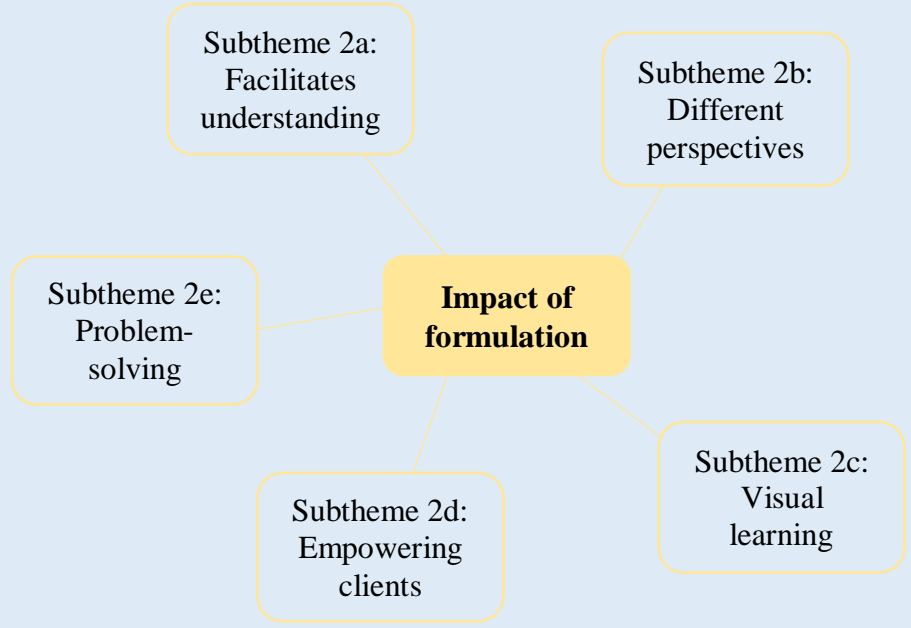 Subtheme 2a:
Facilitates
understanding
Subtheme 2b:
Different
perspectives
Subtheme 2e:
Problem-
solving
Impact of
formulation
Subtheme 2c:
Visual
learning
Subtheme 2d:
Empowering
clients